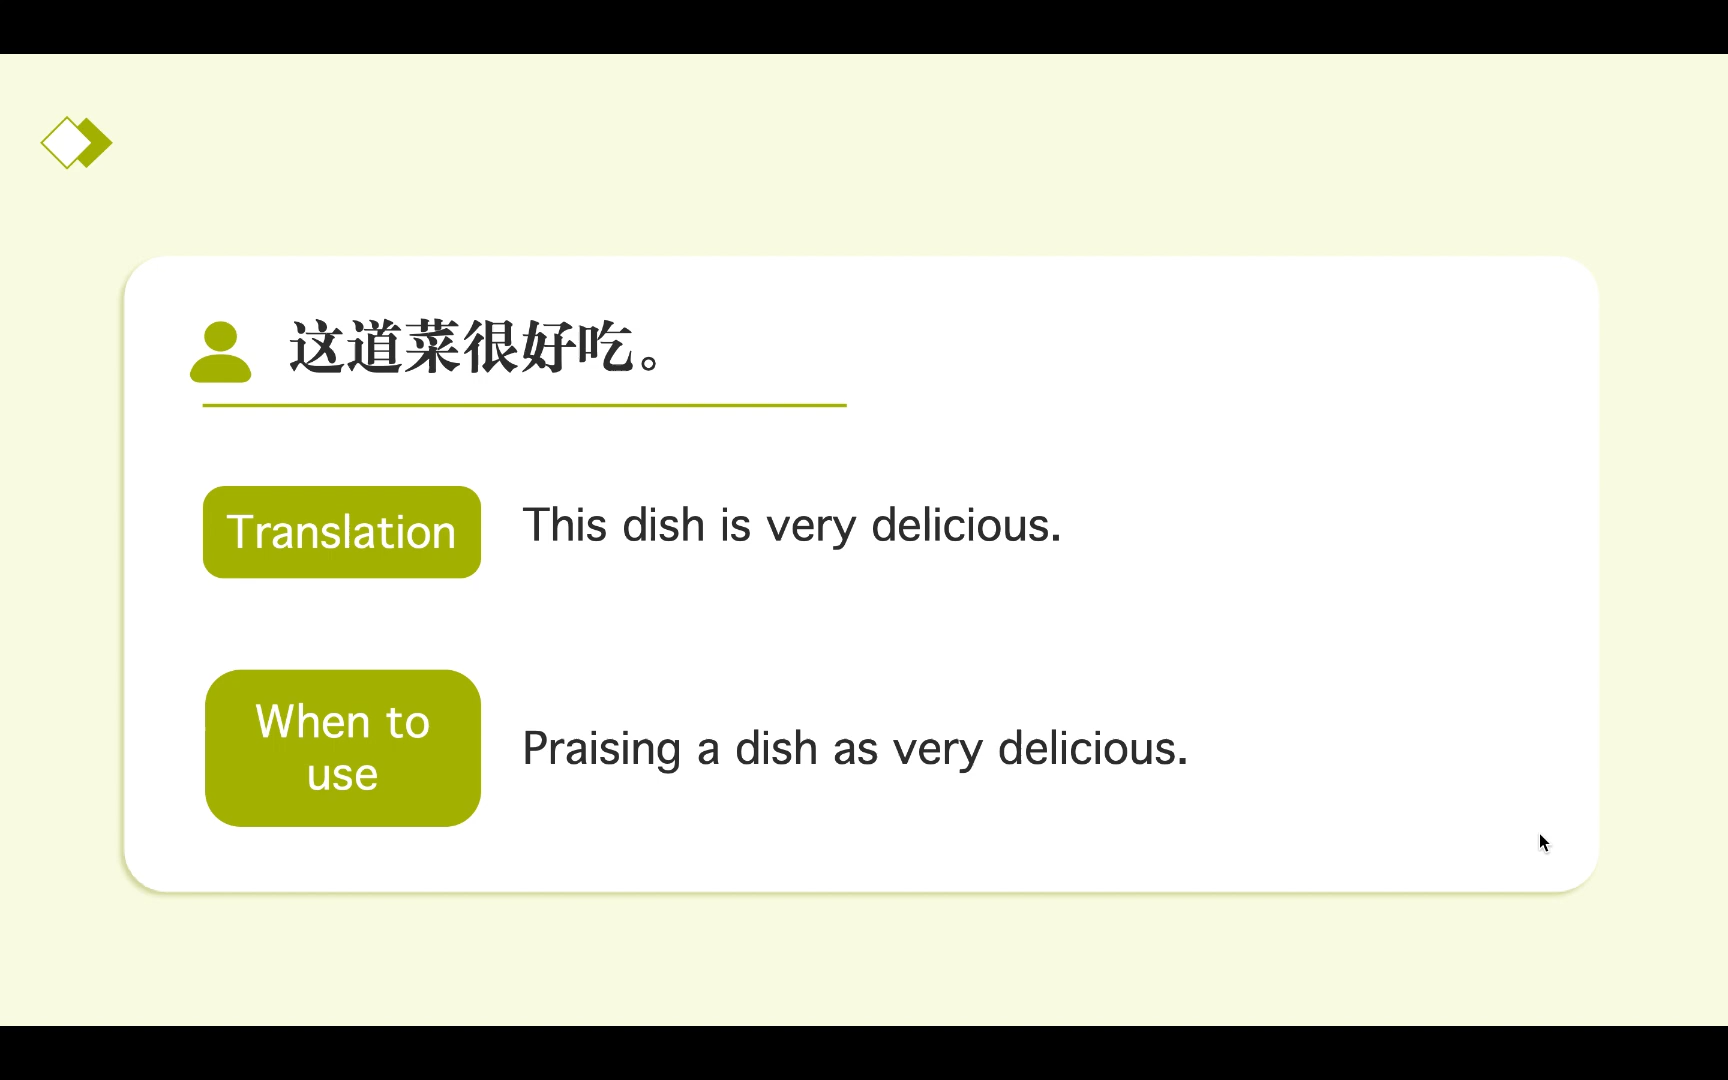 这道菜很好吃。
Translation
This dish is very delicious.
When to
use
Praising a dish as very delicious.